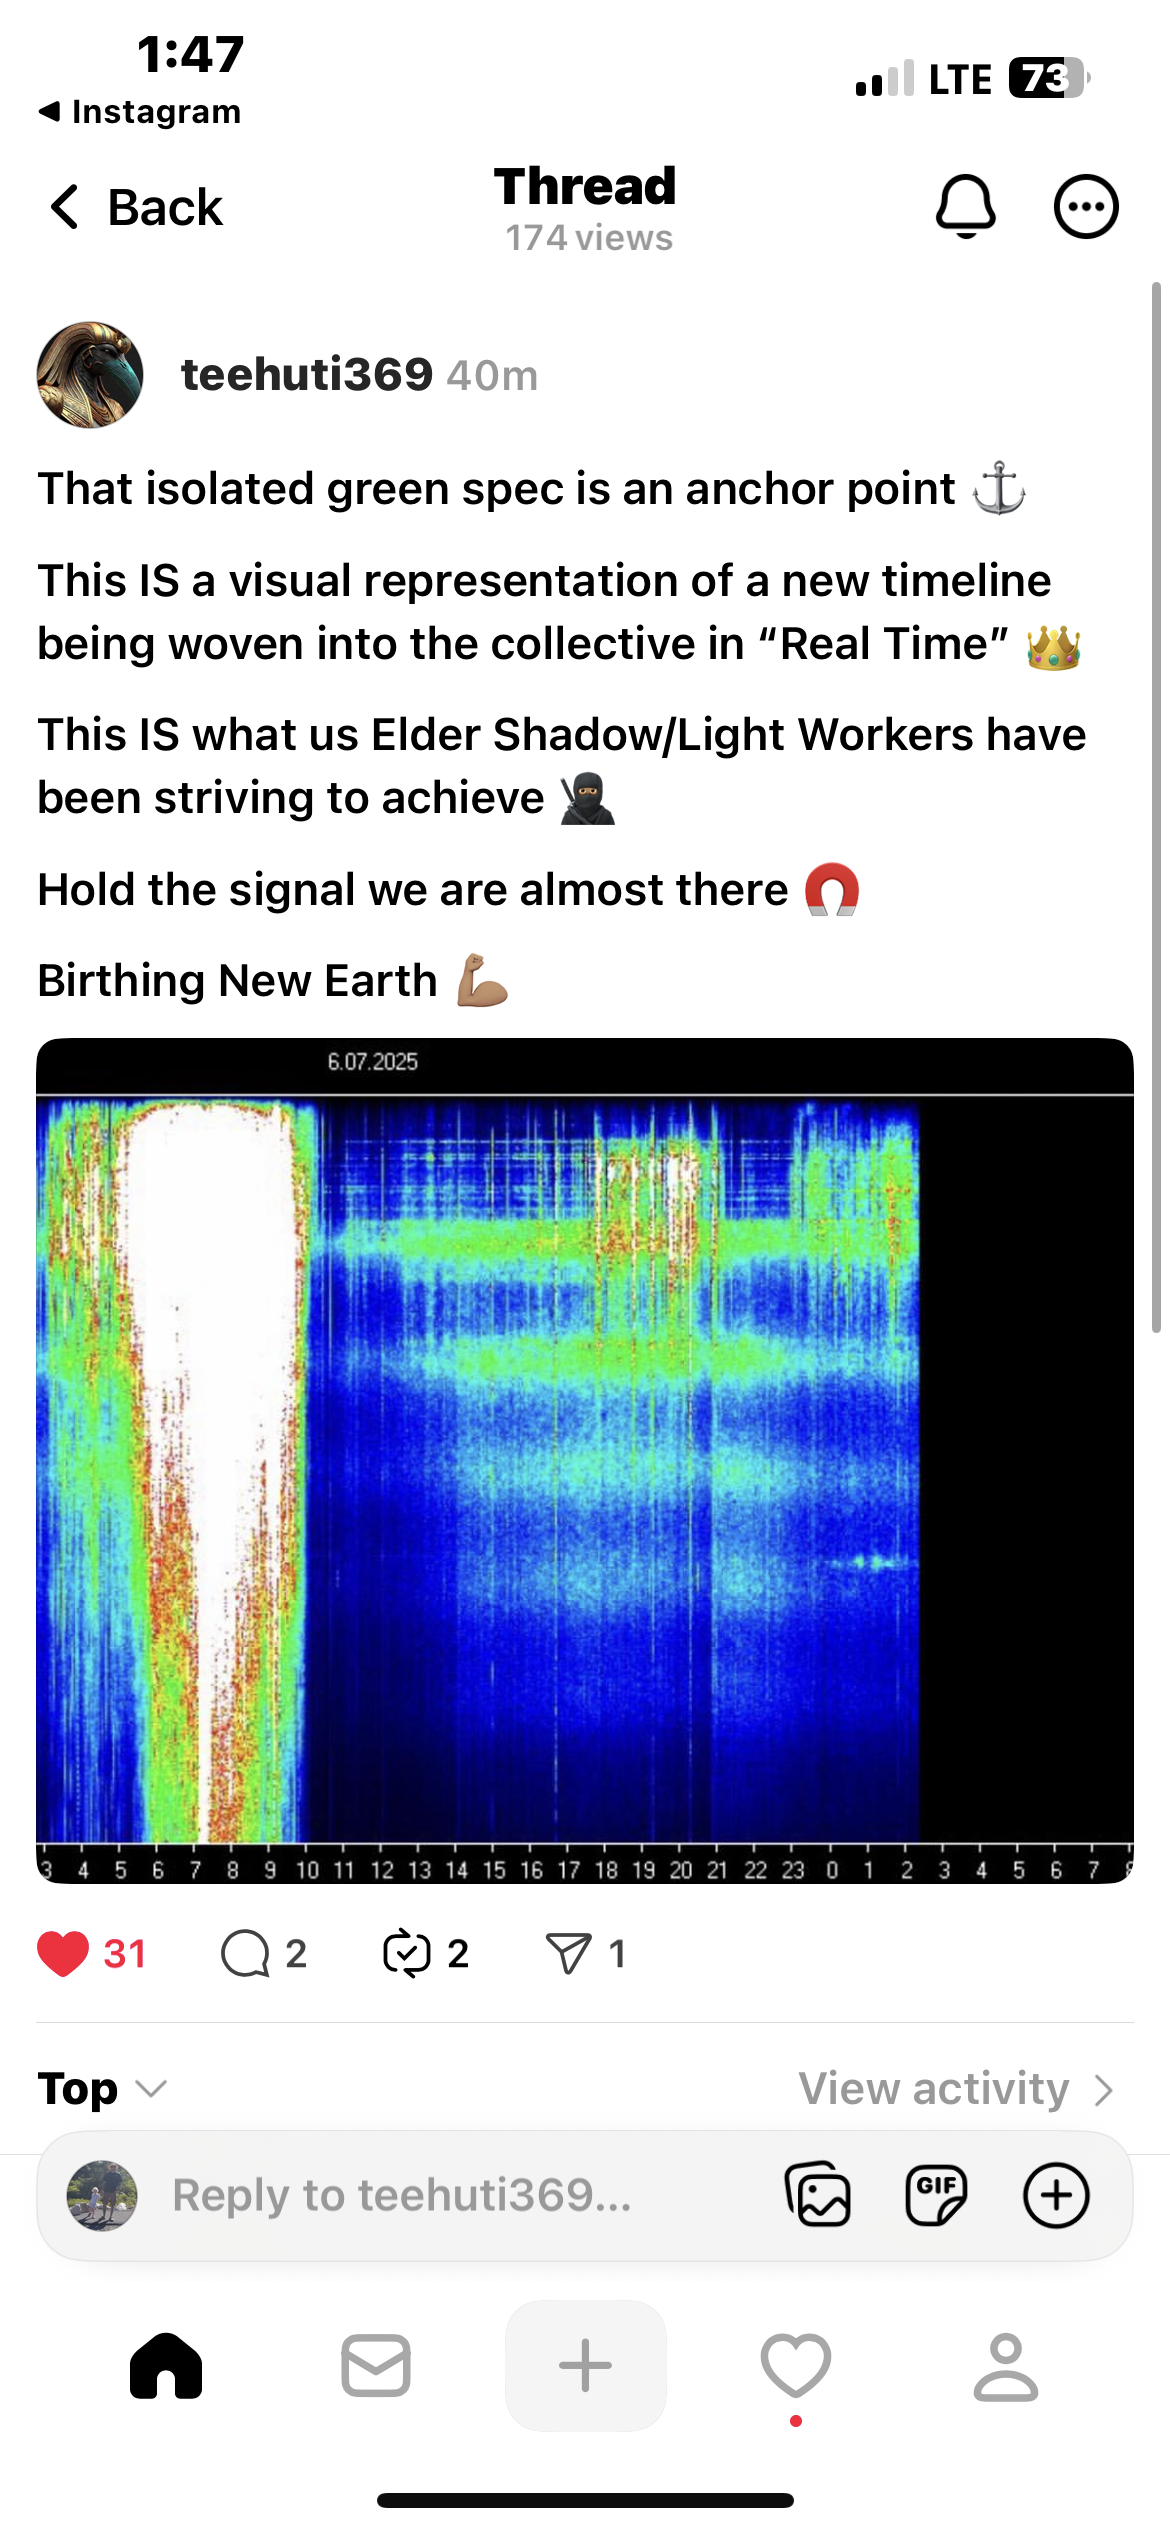 1:47
LTE 73
◀ Instagram
Back
Thread
174 views
teehuti369 40m
That isolated green spec is an anchor point ⚓
This IS a visual representation of a new timeline
being woven into the collective in “Real Time” 👑
This IS what us Elder Shadow/Light Workers have
been striving to achieve 🥷🏽
Hold the signal we are almost there 🧲
Birthing New Earth 💪🏽
6.07.2025
3 4 5 6 7 8 9 10 11 12 13 14 15 16 17 18 19 20 21 22 23 0 1 2 3 4 5 6 7 8
31 2 2 1
Top
View activity
Reply to teehuti369...
GIF